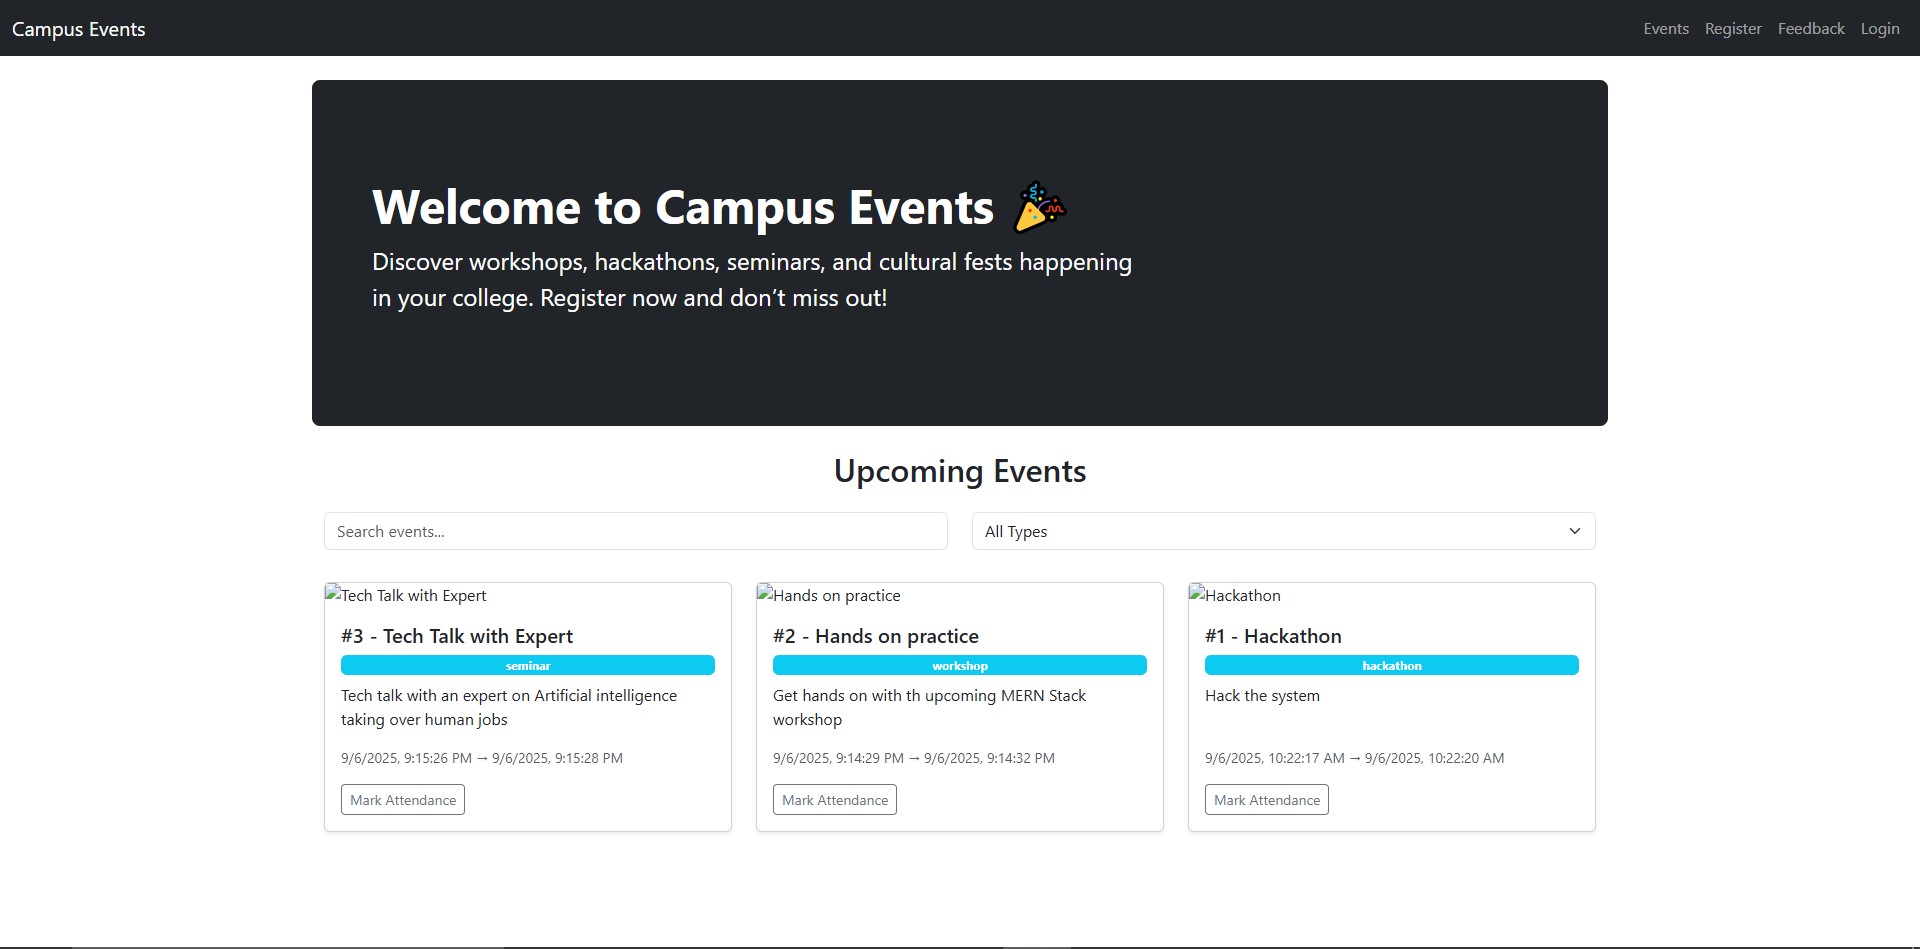 Campus Events
Events Register Feedback Login
Welcome to Campus Events
Discover workshops, hackathons, seminars, and cultural fests happening
in your college. Register now and don’t miss out!
Upcoming Events
Search events...
All Types
Tech Talk with Expert
#3 - Tech Talk with Expert
seminar
Tech talk with an expert on Artificial intelligence
taking over human jobs
9/6/2025, 9:15:26 PM → 9/6/2025, 9:15:28 PM
Mark Attendance
Hands on practice
#2 - Hands on practice
workshop
Get hands on with th upcoming MERN Stack
workshop
9/6/2025, 9:14:29 PM → 9/6/2025, 9:14:32 PM
Mark Attendance
Hackathon
#1 - Hackathon
hackathon
Hack the system
9/6/2025, 10:22:17 AM → 9/6/2025, 10:22:20 AM
Mark Attendance